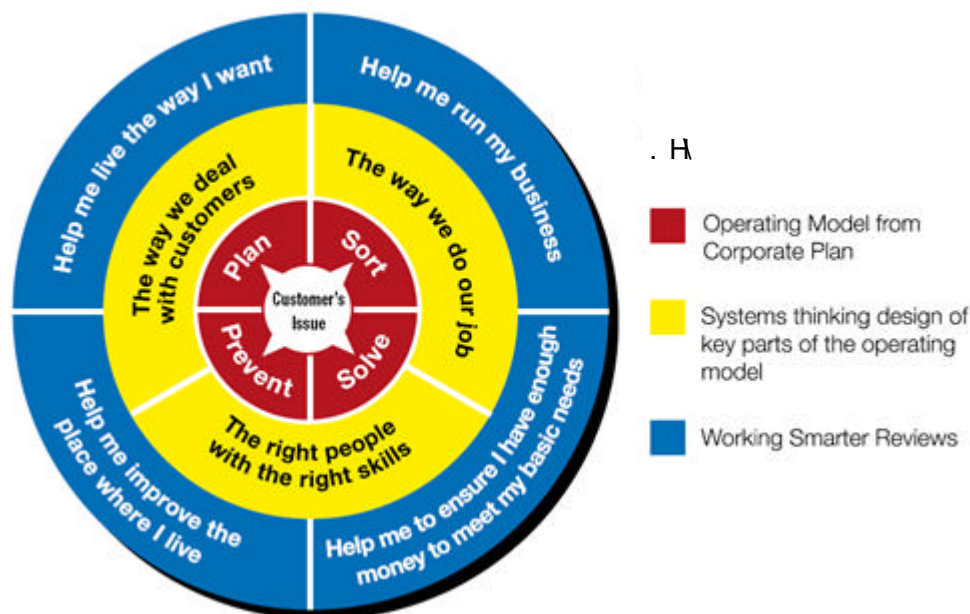 Help me live the way I want
Help me run my business
The way we deal
with customers
The way we do our job
Plan
Sort
Customer's
Issue
Prevent
Solve
The right people
with the right skills
Help me improve the
place where I live
Help me to ensure I have enough
money to meet my basic needs
. H\
Operating Model from
Corporate Plan
Systems thinking design of
key parts of the operating
model
Working Smarter Reviews